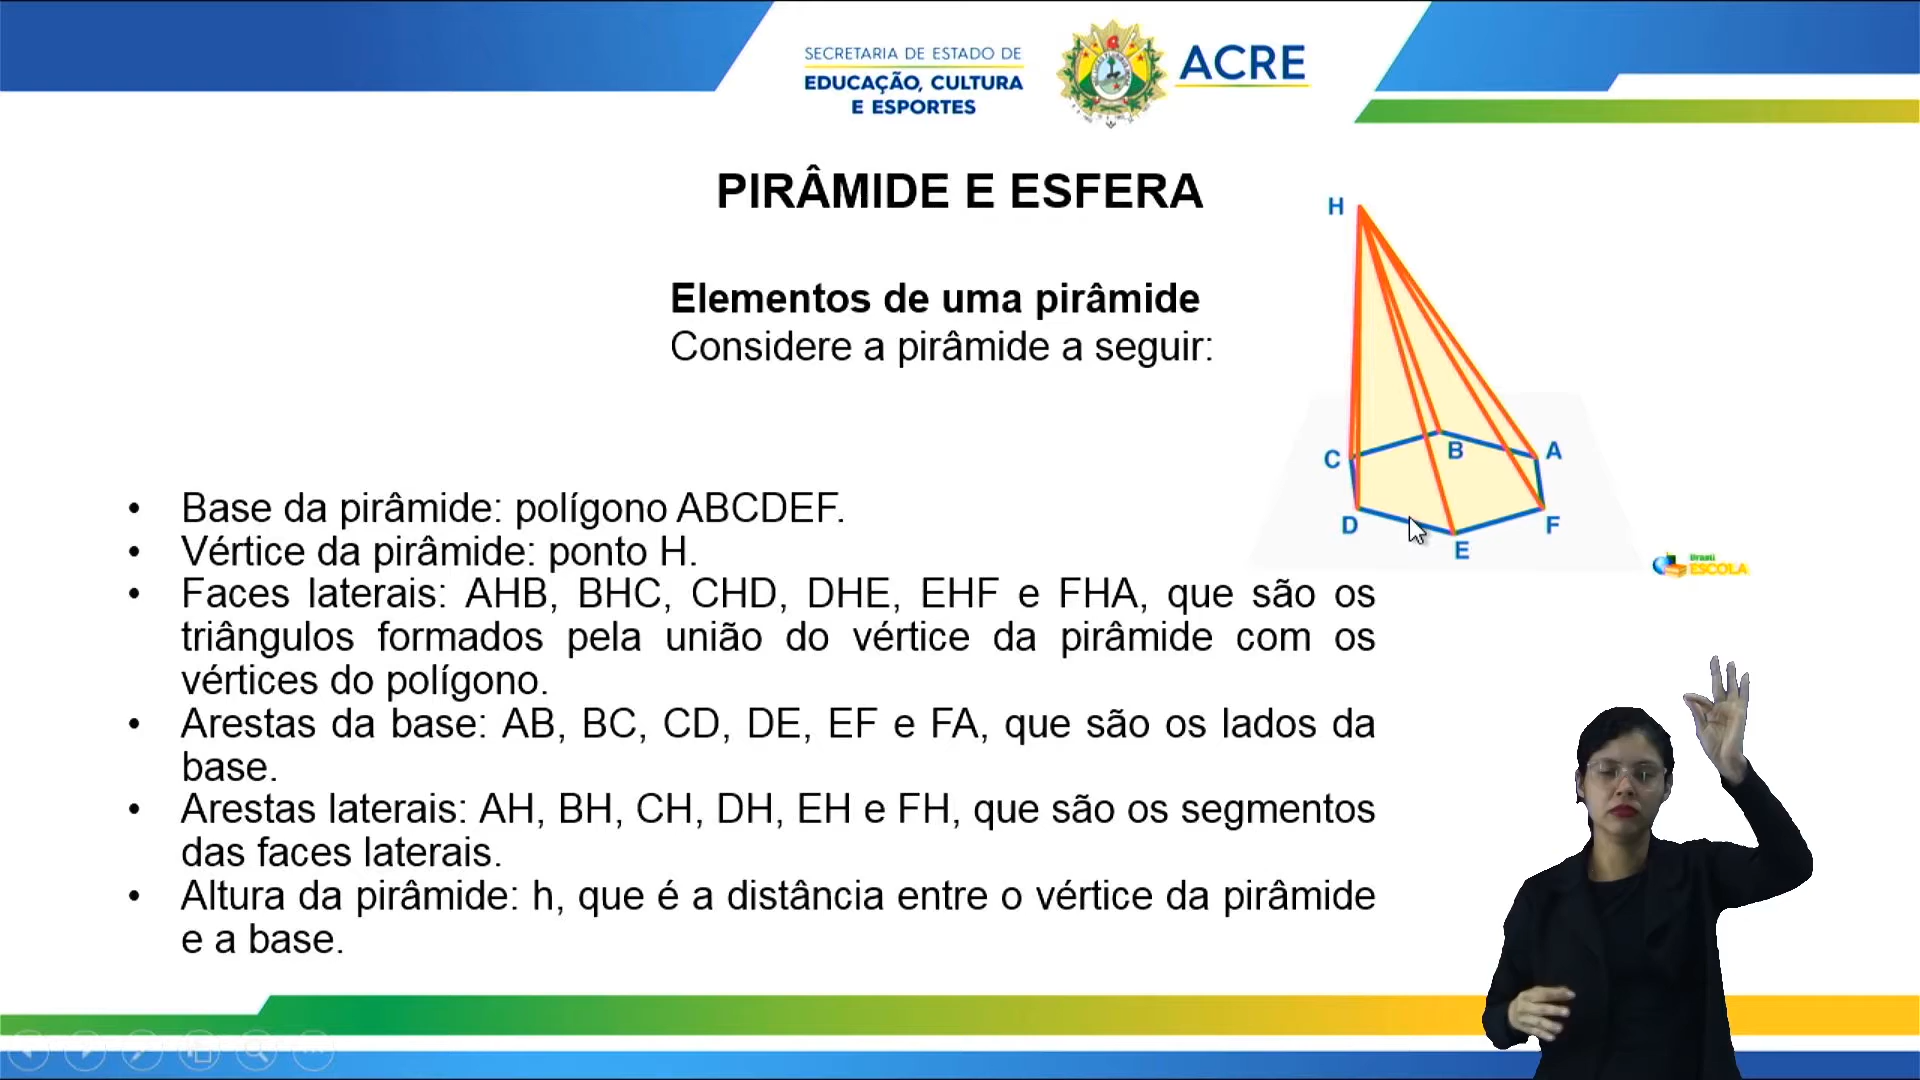 SECRETARIA DE ESTADO DE
EDUCAÇÃO, CULTURA
E ESPORTES
ACRE
PIRÂMIDE E ESFERA
H
Elementos de uma pirâmide
Considere a pirâmide a seguir:
C
B
A
D
E
F
Brasil
ESCOLA
• Base da pirâmide: polígono ABCDEF.
• Vértice da pirâmide: ponto H.
• Faces laterais: AHB, BHC, CHD, DHE, EHF e FHA, que são os
triângulos formados pela união do vértice da pirâmide com os
vértices do polígono.
• Arestas da base: AB, BC, CD, DE, EF e FA, que são os lados da
base.
• Arestas laterais: AH, BH, CH, DH, EH e FH, que são os segmentos
das faces laterais.
• Altura da pirâmide: h, que é a distância entre o vértice da pirâmide
e a base.